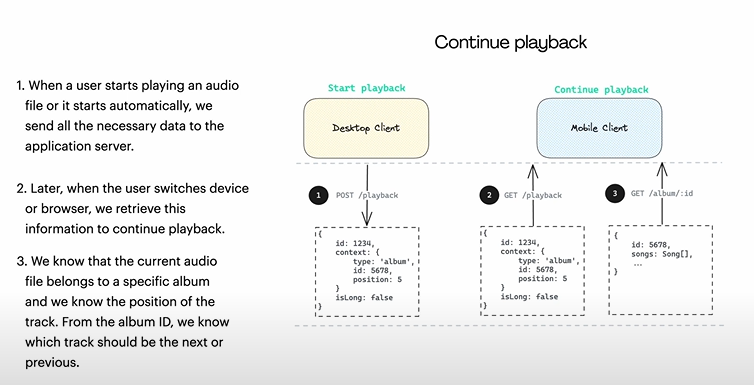 Continue playback
1. When a user starts playing an audio
file or it starts automatically, we
send all the necessary data to the
application server.
2. Later, when the user switches device
or browser, we retrieve this
information to continue playback.
3. We know that the current audio
file belongs to a specific album
and we know the position of the
track. From the album ID, we know
which track should be the next or
previous.
Start playback
Desktop Client
1 POST /playback
{
id: 1234,
context: {
type: 'album',
id: 5678,
position: 5
}
isLong: false
}
Continue playback
Mobile Client
2 GET /playback
{
id: 1234,
context: {
type: 'album',
id: 5678,
position: 5
}
isLong: false
}
3 GET /album/:id
{
id: 5678,
songs: Song[],
...
}